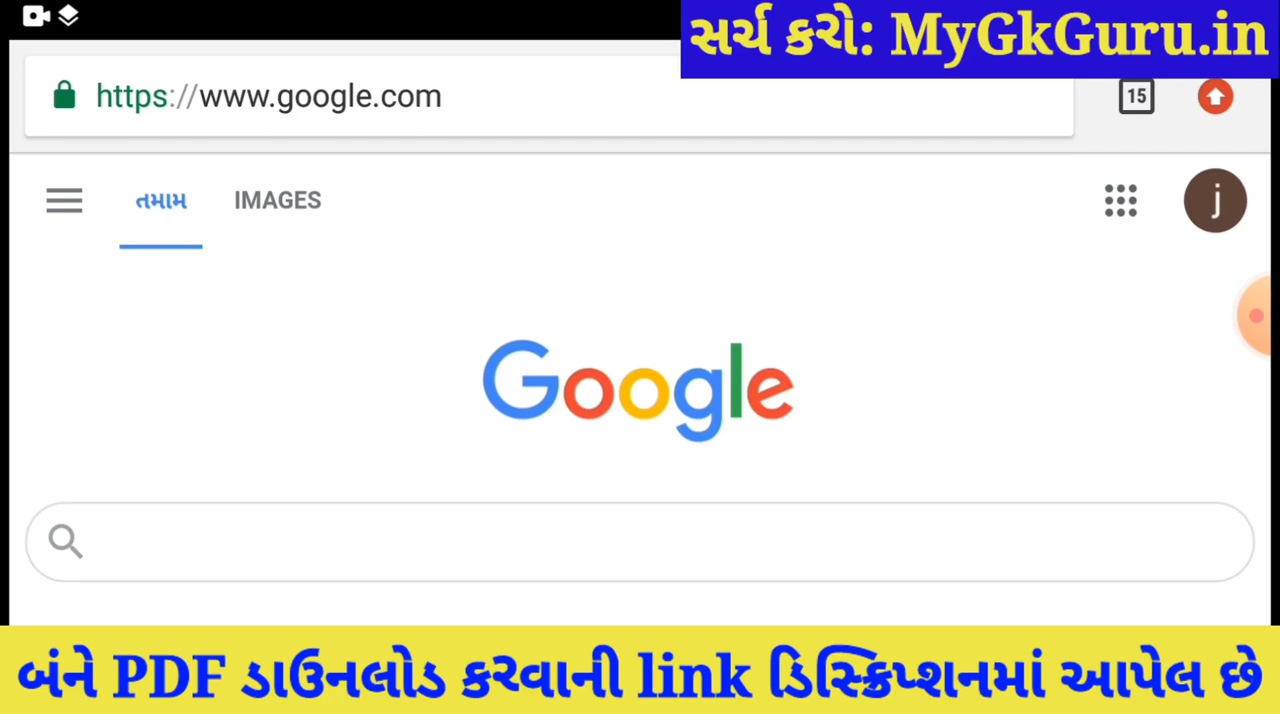 સર્ચ કરો: MyGkGuru.in
https://www.google.com
15
તમામ IMAGES
j
Google
બંને PDF ડાઉનલોડ કરવાની link ડિસ્ક્રિપ્શનમાં આપેલ છે